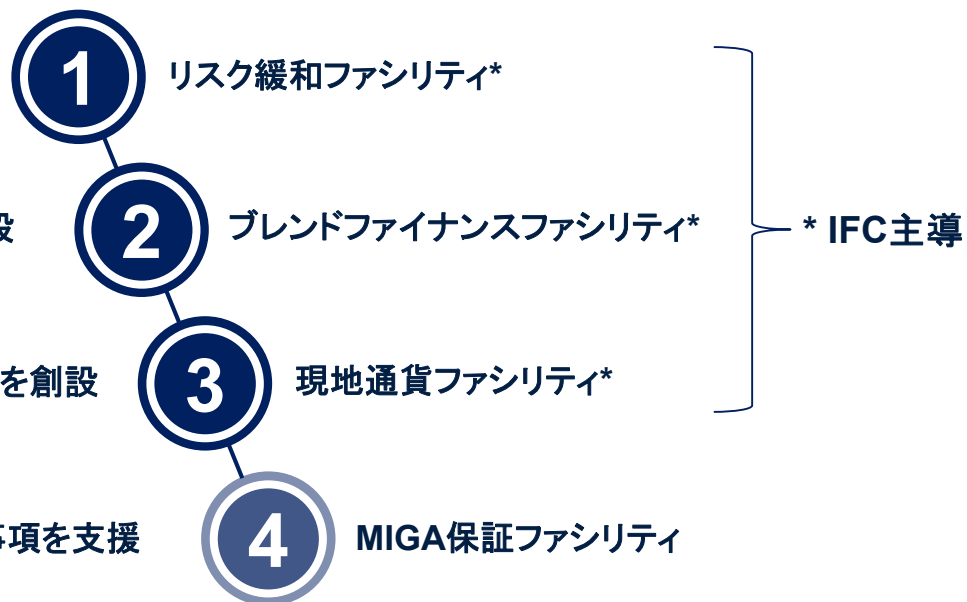 1 リスク緩和ファシリティ*
設 2 ブレンドファイナンスファシリティ* * IFC主導
を創設 3 現地通貨ファシリティ*
事項を支援 4 MIGA保証ファシリティ